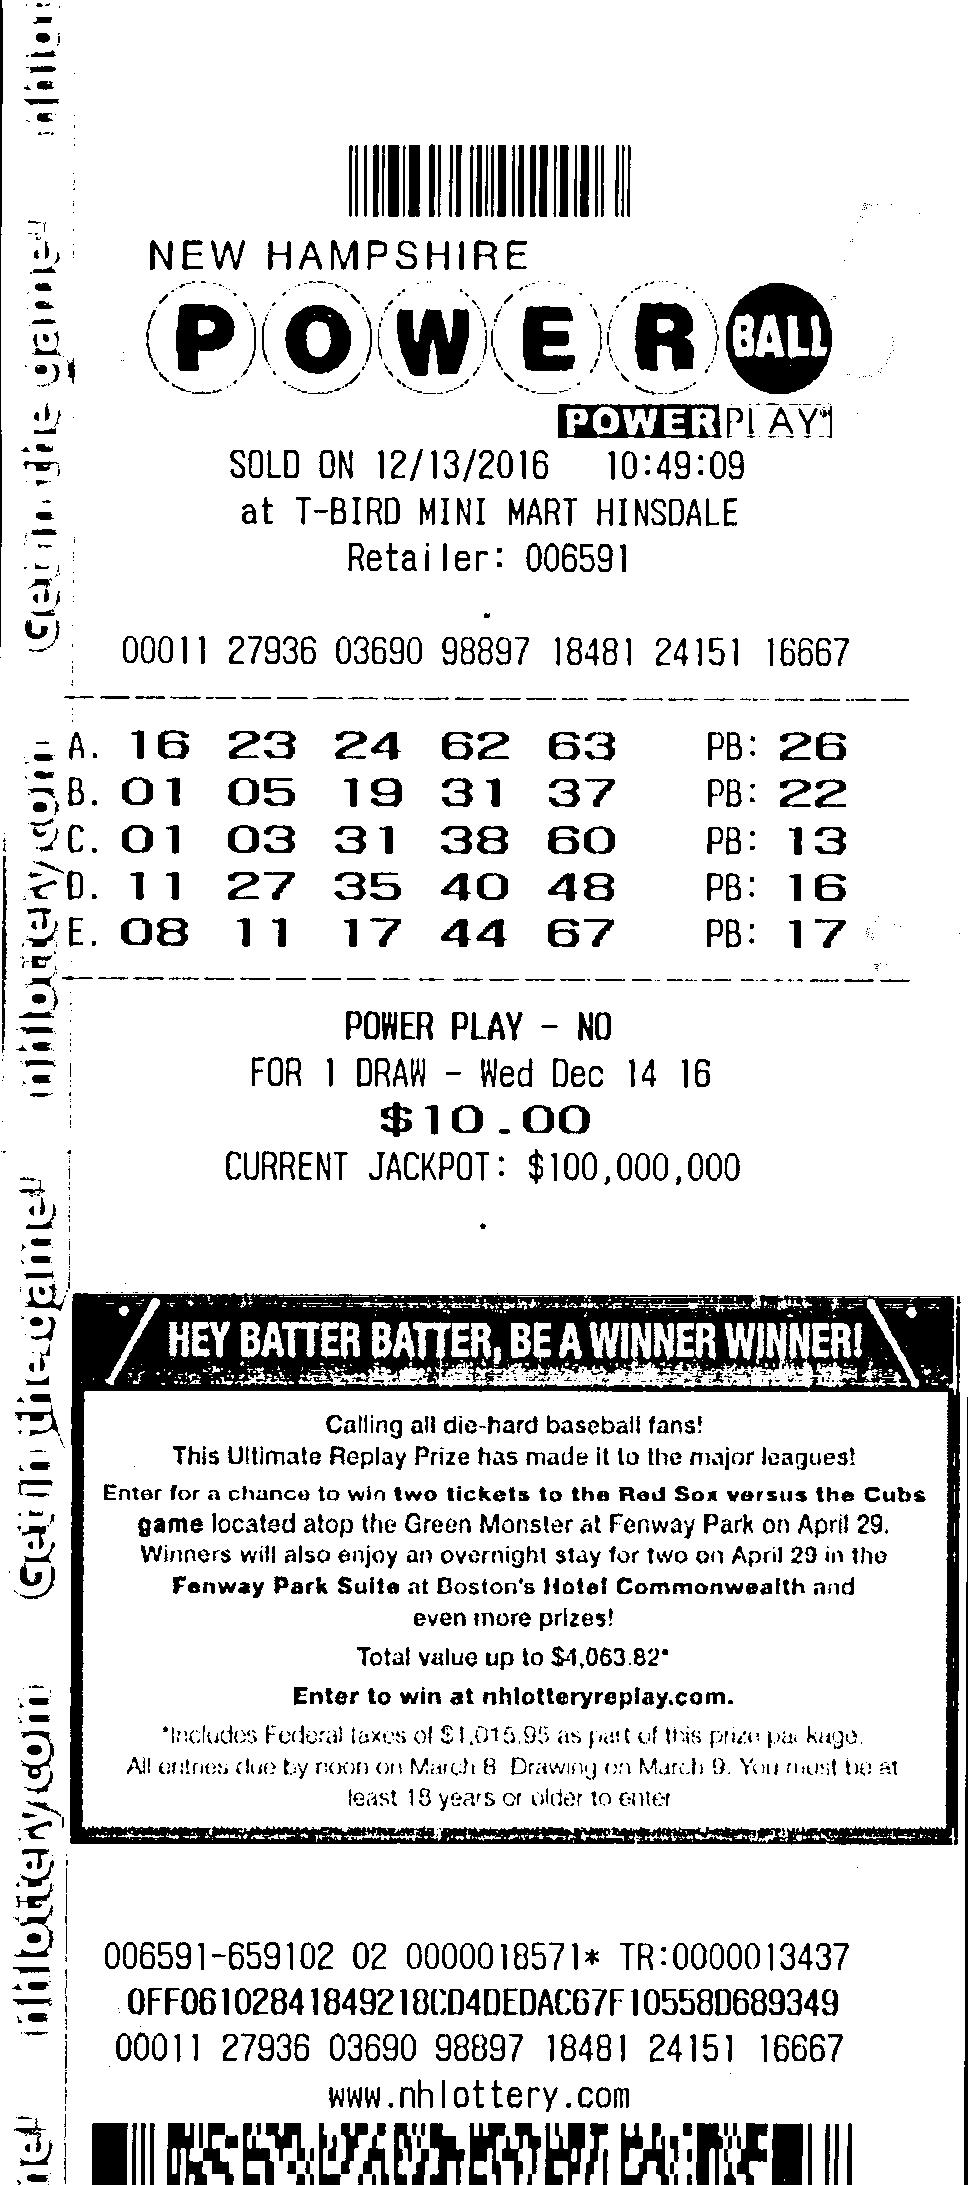 NEW HAMPSHIRE
POWER BALL
POWER PLAY
SOLD ON 12/13/2016 10:49:09
at T-BIRD MINI MART HINSDALE
Retailer: 006591
00011 27936 03690 98897 18481 24151 16667
A. 16 23 24 62 63 PB: 26
B. 01 05 19 31 37 PB: 22
C. 01 03 31 38 60 PB: 13
D. 11 27 35 40 48 PB: 16
E. 08 11 17 44 67 PB: 17
POWER PLAY - NO
FOR 1 DRAW - Wed Dec 14 16
$10.00
CURRENT JACKPOT: $100,000,000
HEY BATTER BATTER, BE A WINNER WINNER!
Calling all die-hard baseball fans!
This Ultimate Replay Prize has made it to the major leagues!
Enter for a chance to win two tickets to the Red Sox versus the Cubs
game located atop the Green Monster at Fenway Park on April 29.
Winners will also enjoy an overnight stay for two on April 29 in the
Fenway Park Suite at Boston's Hotel Commonwealth and
even more prizes!
Total value up to $4,063.82*
Enter to win at nhlotteryreplay.com.
*Includes Federal taxes of $1,015.95 as part of this prize package.
All entries due by noon on March 8. Drawing on March 9. You must be at
least 18 years or older to enter
006591-659102 02 0000018571* TR:0000013437
0FF06102841849218CD4DEDAC67F10558D689349
00011 27936 03690 98897 18481 24151 16667
www.nhlottery.com
Get in the game!
nhlottery.com
Get in the game!
nhlottery.com